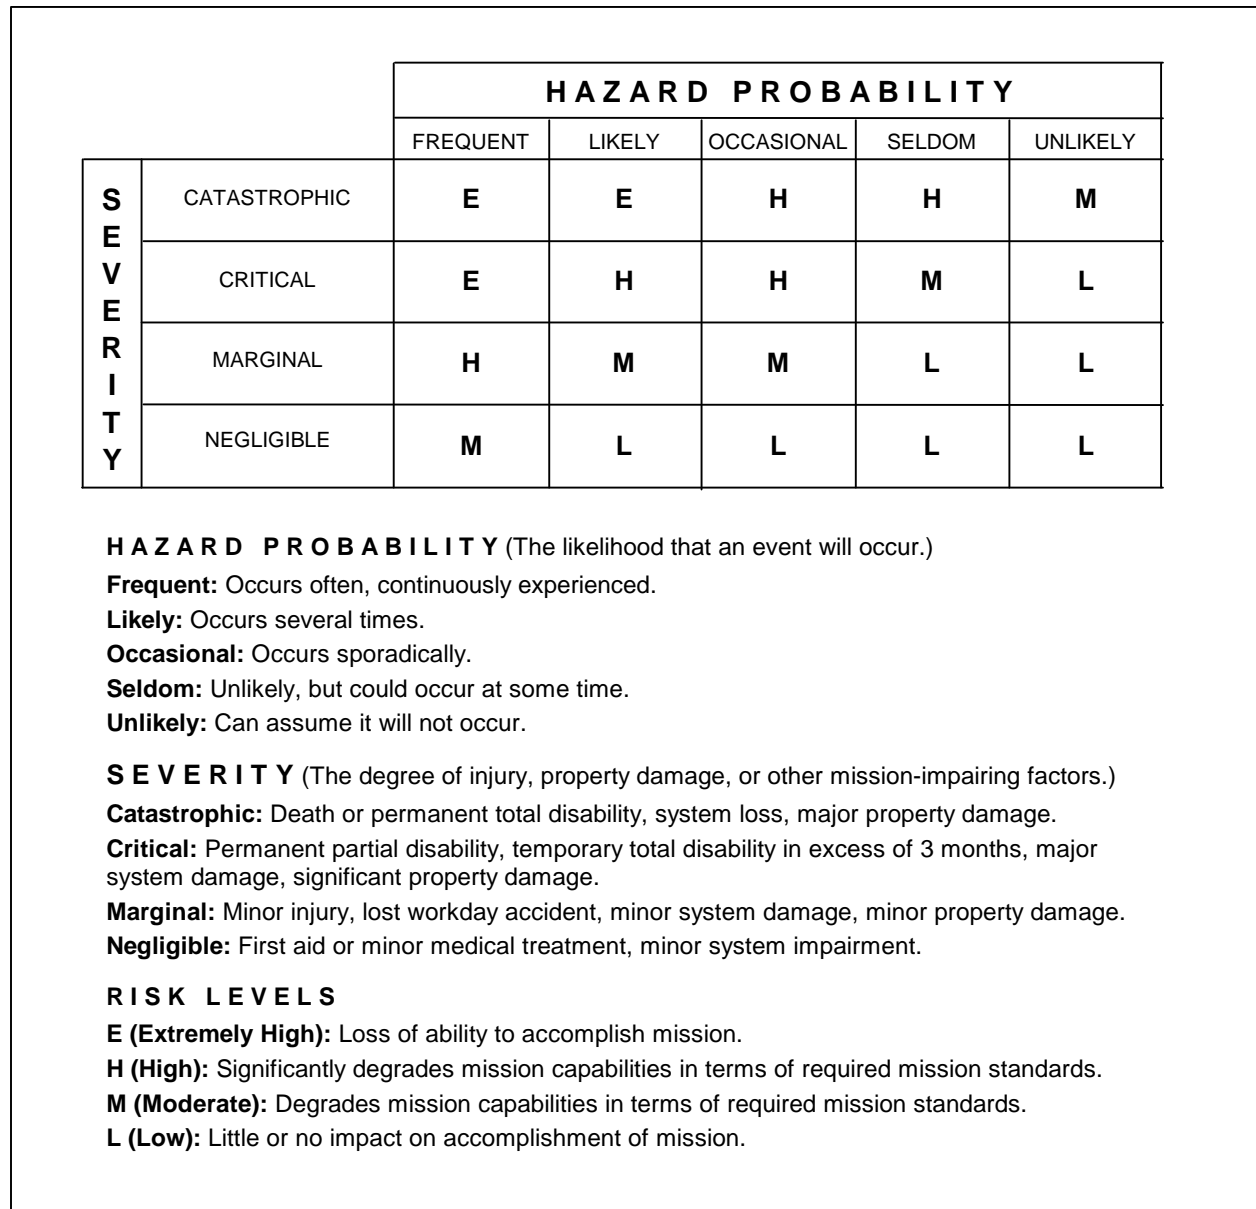 HAZARD PROBABILITY
FREQUENT LIKELY OCCASIONAL SELDOM UNLIKELY
SEVERITY
CATASTROPHIC E E H H M
CRITICAL E H H M L
MARGINAL H M M L L
NEGLIGIBLE M L L L L
HAZARD PROBABILITY (The likelihood that an event will occur.)
Frequent: Occurs often, continuously experienced.
Likely: Occurs several times.
Occasional: Occurs sporadically.
Seldom: Unlikely, but could occur at some time.
Unlikely: Can assume it will not occur.
SEVERITY (The degree of injury, property damage, or other mission-impairing factors.)
Catastrophic: Death or permanent total disability, system loss, major property damage.
Critical: Permanent partial disability, temporary total disability in excess of 3 months, major
system damage, significant property damage.
Marginal: Minor injury, lost workday accident, minor system damage, minor property damage.
Negligible: First aid or minor medical treatment, minor system impairment.
RISK LEVELS
E (Extremely High): Loss of ability to accomplish mission.
H (High): Significantly degrades mission capabilities in terms of required mission standards.
M (Moderate): Degrades mission capabilities in terms of required mission standards.
L (Low): Little or no impact on accomplishment of mission.